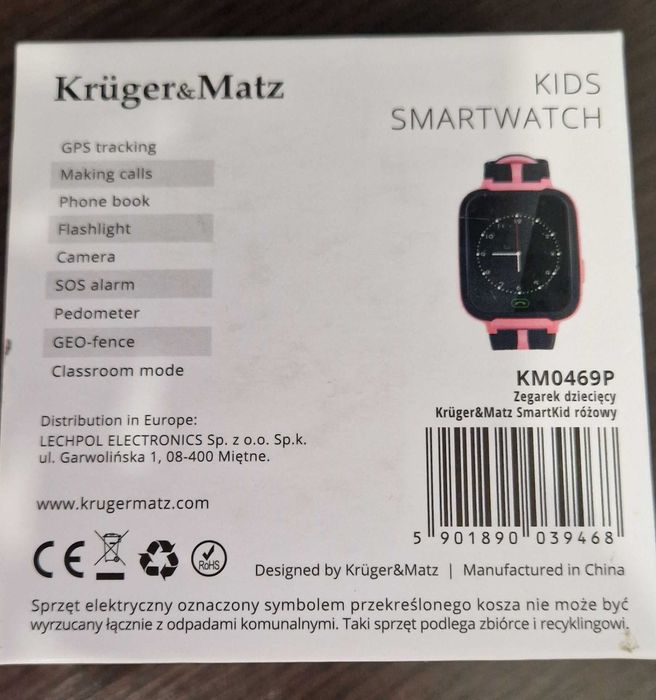 Krüger&Matz
KIDS
SMARTWATCH
GPS tracking
Making calls
Phone book
Flashlight
Camera
SOS alarm
Pedometer
GEO-fence
Classroom mode
KM0469P
Zegarek dziecięcy
Krüger&Matz SmartKid różowy
Distribution in Europe:
LECHPOL ELECTRONICS Sp. z o.o. Sp.k.
ul. Garwolińska 1, 08-400 Miętne.
www.krugermatz.com
5 901890 039468
CE
RoHS
Designed by Krüger&Matz | Manufactured in China
Sprzęt elektryczny oznaczony symbolem przekreślonego kosza nie może być
wyrzucany łącznie z odpadami komunalnymi. Taki sprzęt podlega zbiórce i recyklingowi.